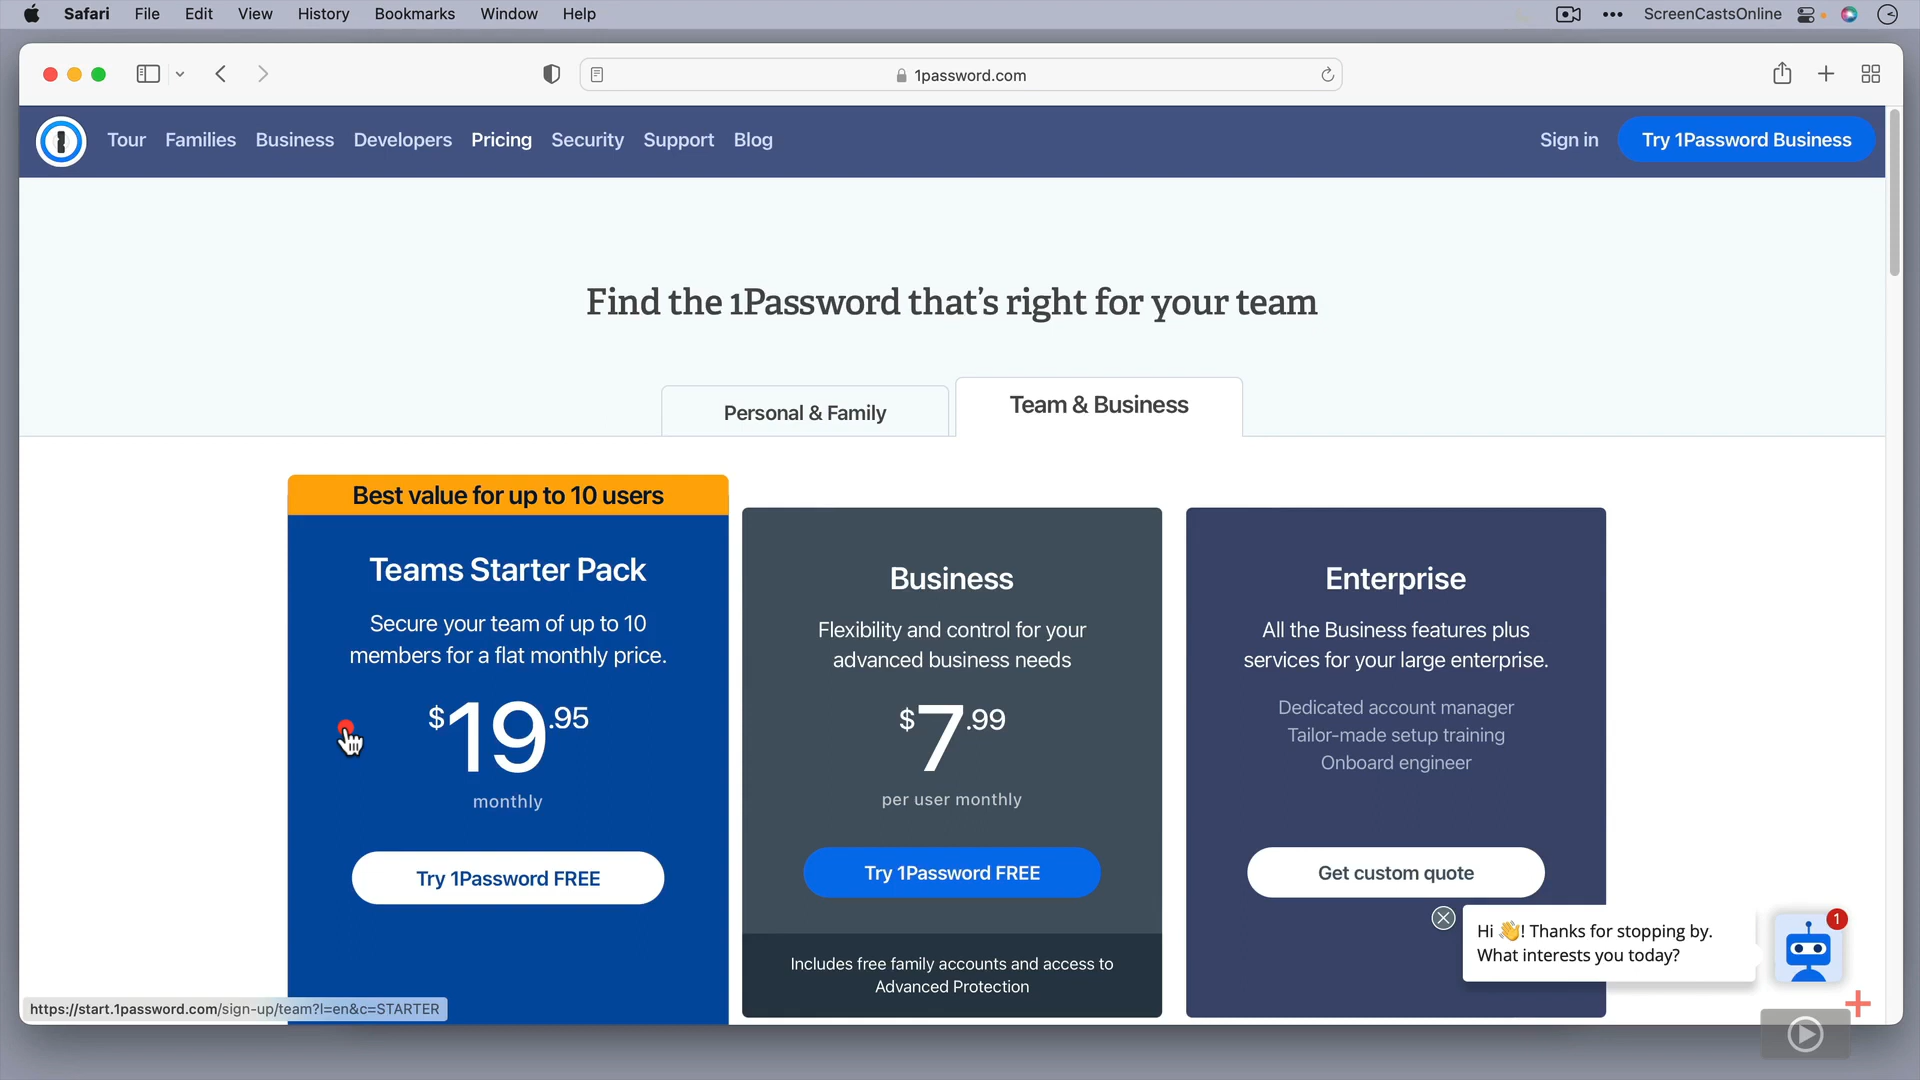 Safari File Edit View History Bookmarks Window Help
ScreenCastsOnline
1password.com
Tour Families Business Developers Pricing Security Support Blog
Sign in
Try 1Password Business
Find the 1Password that’s right for your team
Personal & Family
Team & Business
Best value for up to 10 users
Teams Starter Pack
Secure your team of up to 10
members for a flat monthly price.
$19.95
monthly
Try 1Password FREE
Business
Flexibility and control for your
advanced business needs
$7.99
per user monthly
Try 1Password FREE
Includes free family accounts and access to
Advanced Protection
Enterprise
All the Business features plus
services for your large enterprise.
Dedicated account manager
Tailor-made setup training
Onboard engineer
Get custom quote
Hi 👋! Thanks for stopping by.
What interests you today?
1
https://start.1password.com/sign-up/team?l=en&c=STARTER